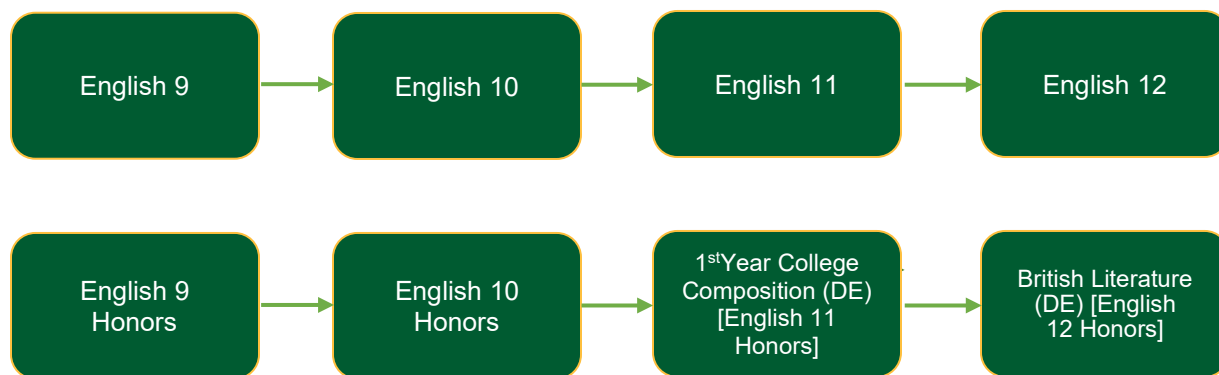 English 9
English 10
English 11
English 12
English 9
Honors
English 10
Honors
1stYear College
Composition (DE)
[English 11
Honors]
British Literature
(DE) [English
12 Honors]